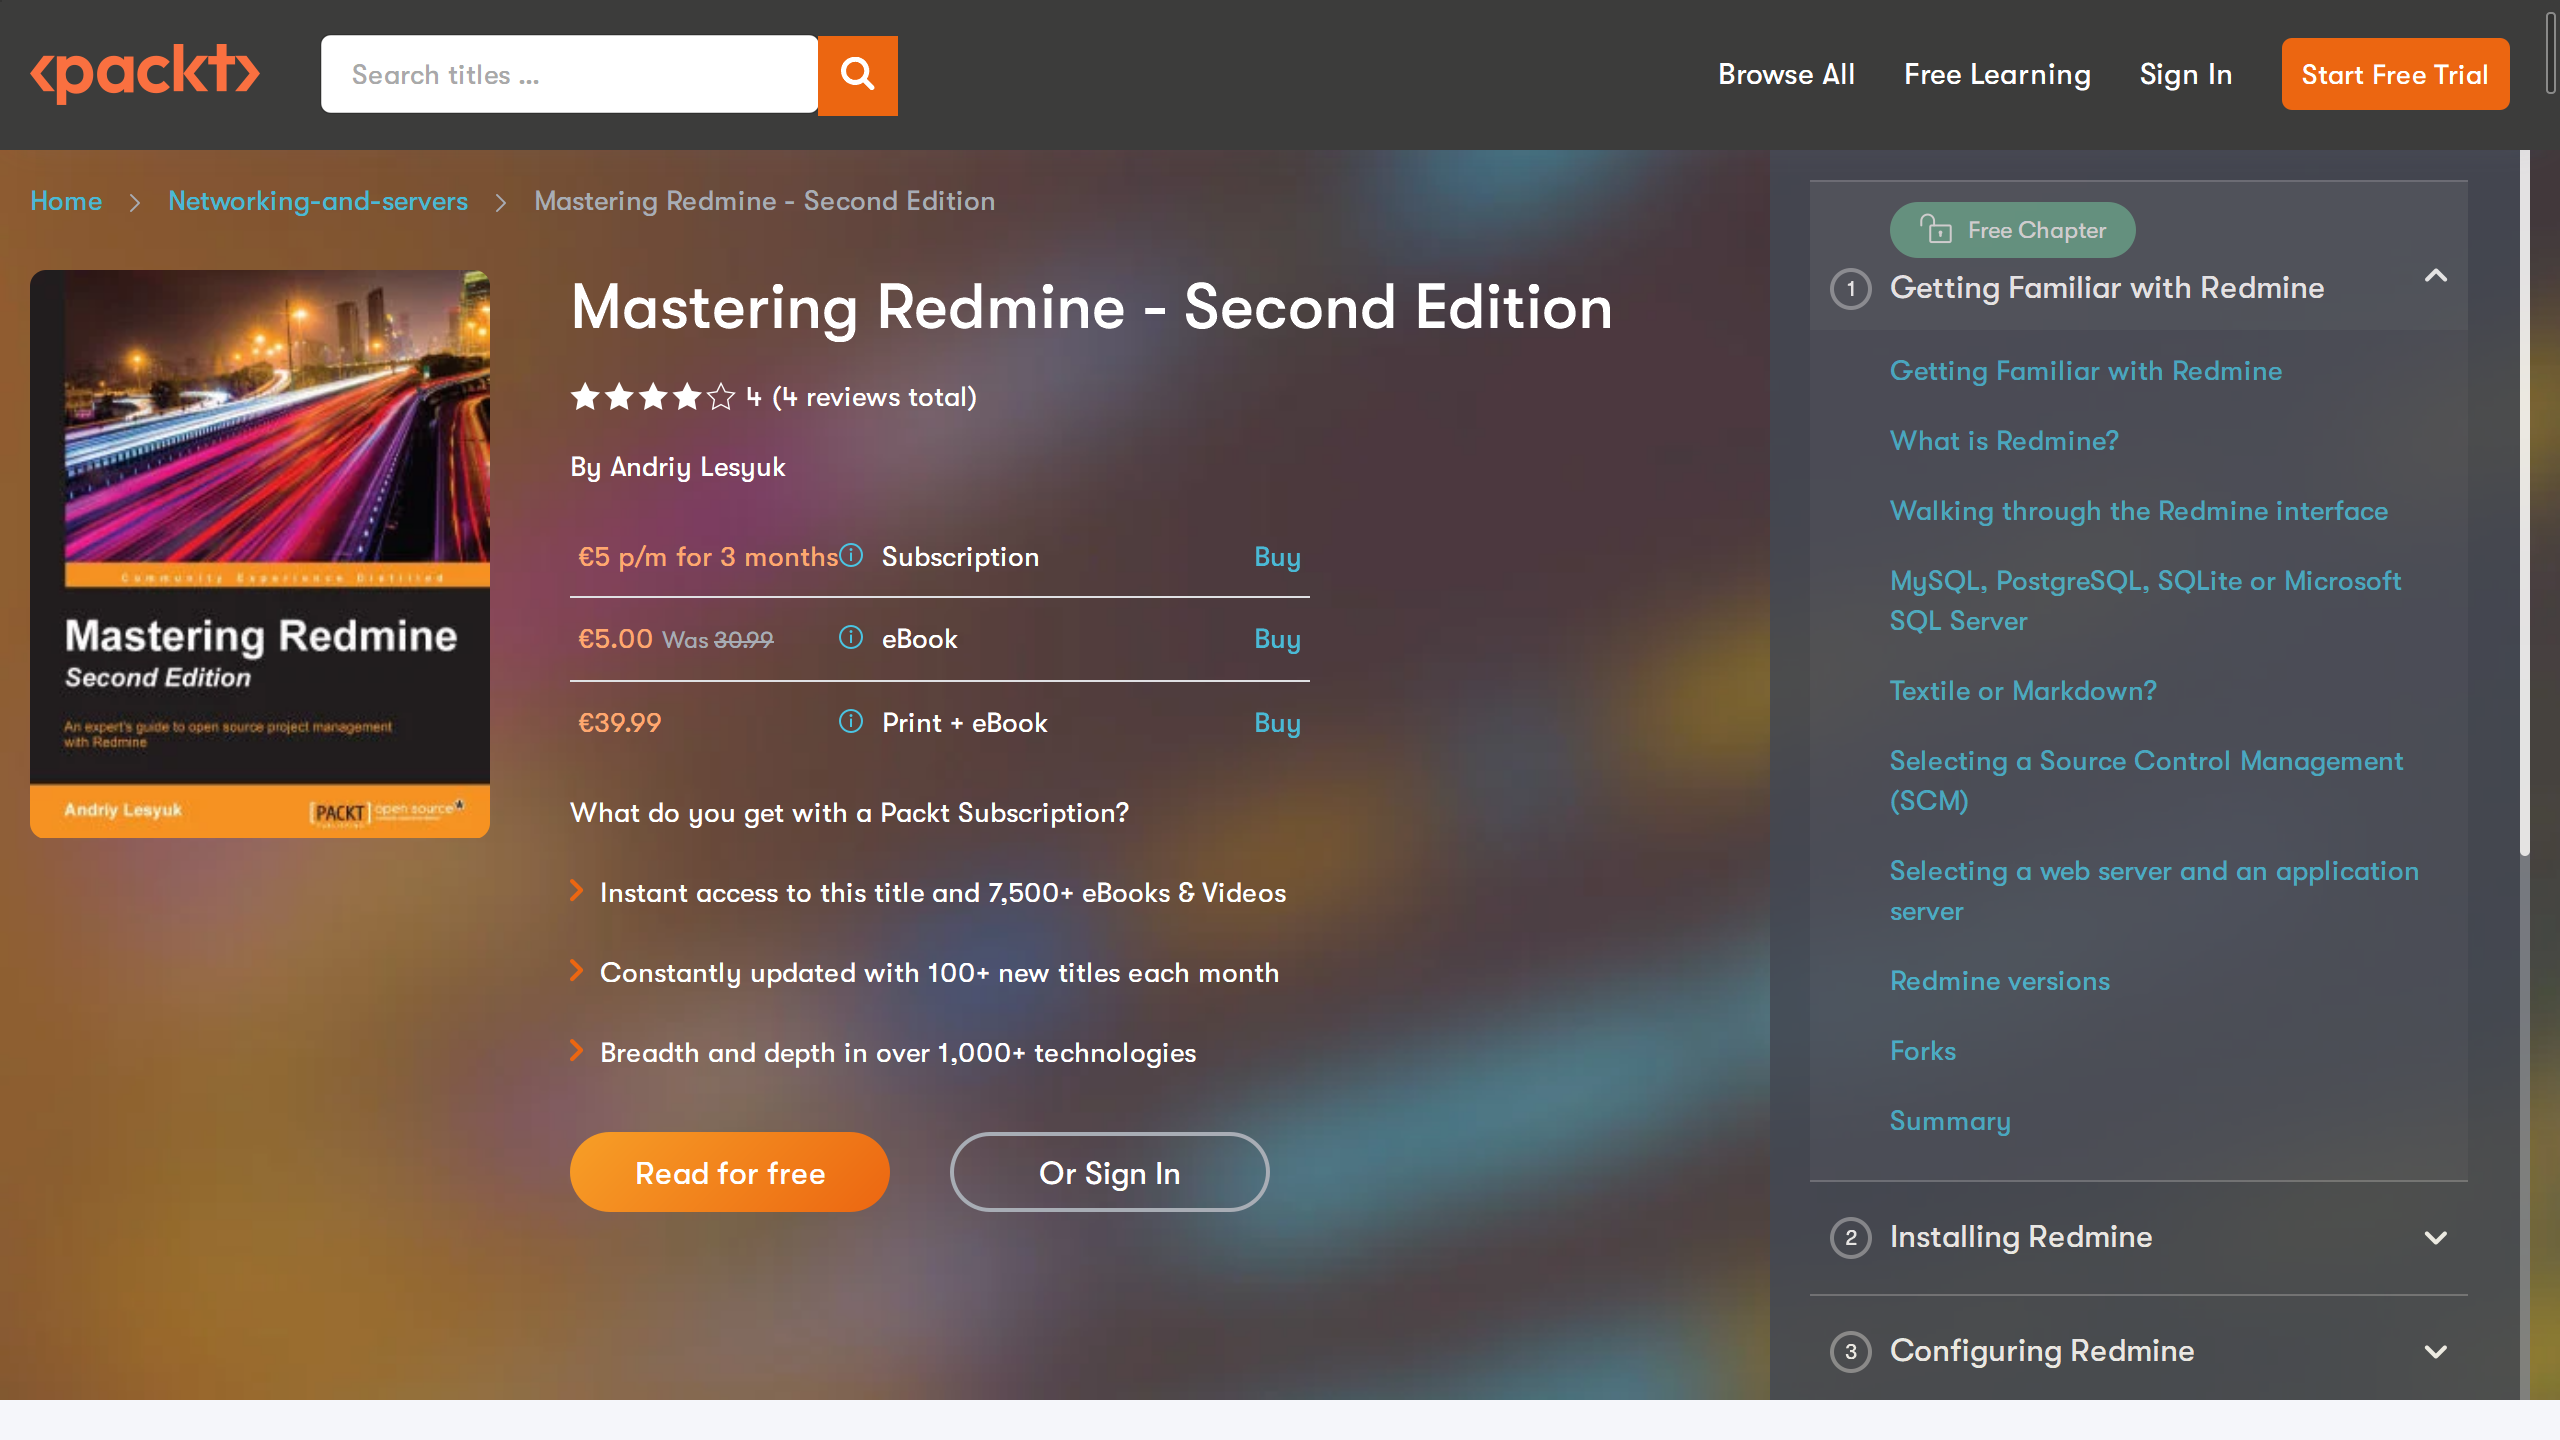 <packt>
Search titles ...
Browse All
Free Learning
Sign In
Start Free Trial
Home
Networking-and-servers
Mastering Redmine - Second Edition
Community Experience Distilled
Mastering Redmine
Second Edition
An expert's guide to open source project management
with Redmine
Andriy Lesyuk
[PACKT] open source
Mastering Redmine - Second Edition
4 (4 reviews total)
By Andriy Lesyuk
€5 p/m for 3 months Subscription Buy
€5.00 Was 30.99 eBook Buy
€39.99 Print + eBook Buy
What do you get with a Packt Subscription?
Instant access to this title and 7,500+ eBooks & Videos
Constantly updated with 100+ new titles each month
Breadth and depth in over 1,000+ technologies
Read for free
Or Sign In
Free Chapter
1 Getting Familiar with Redmine
Getting Familiar with Redmine
What is Redmine?
Walking through the Redmine interface
MySQL, PostgreSQL, SQLite or Microsoft
SQL Server
Textile or Markdown?
Selecting a Source Control Management
(SCM)
Selecting a web server and an application
server
Redmine versions
Forks
Summary
2 Installing Redmine
3 Configuring Redmine